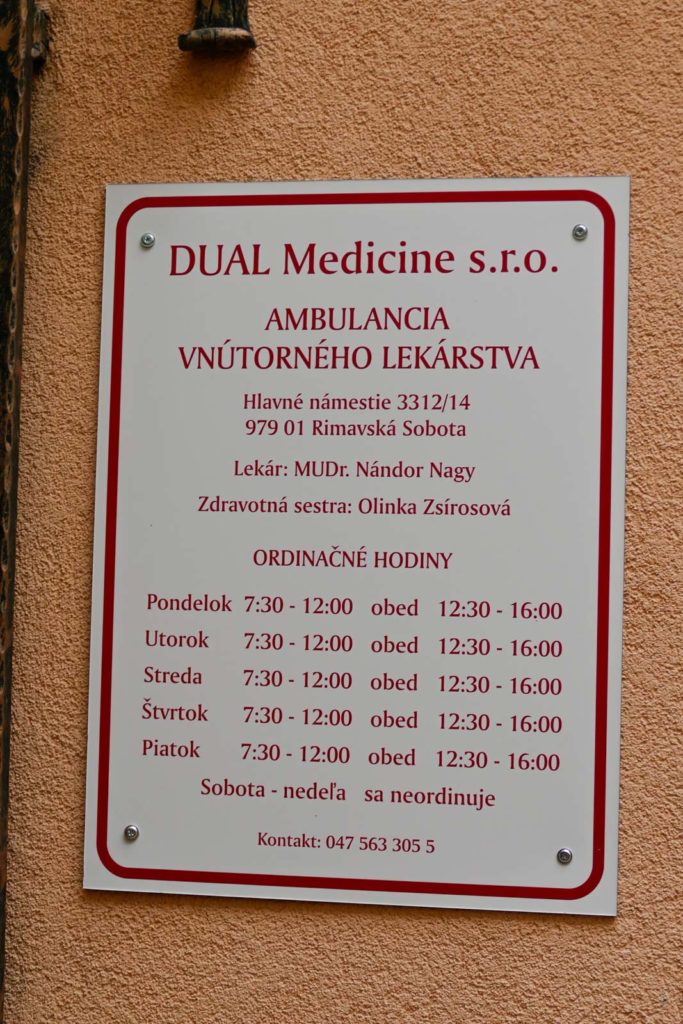 DUAL Medicine s.r.o.
AMBULANCIA
VNÚTORNÉHO LEKÁRSTVA
Hlavné námestie 3312/14
979 01 Rimavská Sobota
Lekár: MUDr. Nándor Nagy
Zdravotná sestra: Olinka Zsírosová
ORDINAČNÉ HODINY
Pondelok 7:30 - 12:00 obed 12:30 - 16:00
Utorok 7:30 - 12:00 obed 12:30 - 16:00
Streda 7:30 - 12:00 obed 12:30 - 16:00
Štvrtok 7:30 - 12:00 obed 12:30 - 16:00
Piatok 7:30 - 12:00 obed 12:30 - 16:00
Sobota - nedeľa sa neordinuje
Kontakt: 047 563 305 5